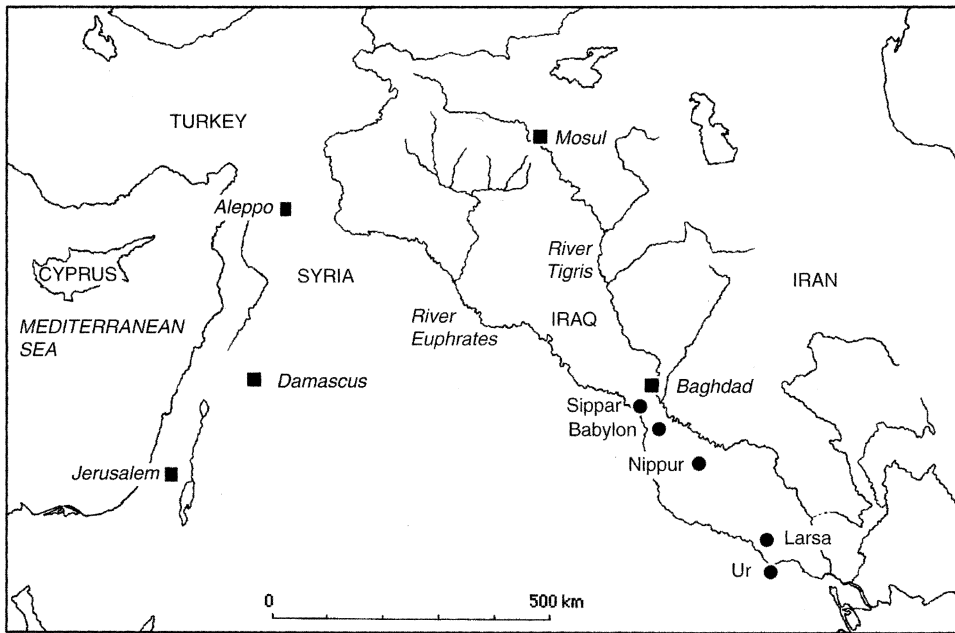 TURKEY
Mosul
Aleppo
CYPRUS
SYRIA
River
Tigris
IRAN
MEDITERRANEAN
SEA
River
Euphrates
IRAQ
Damascus
Baghdad
Sippar
Babylon
Nippur
Jerusalem
Larsa
Ur
0 500 km